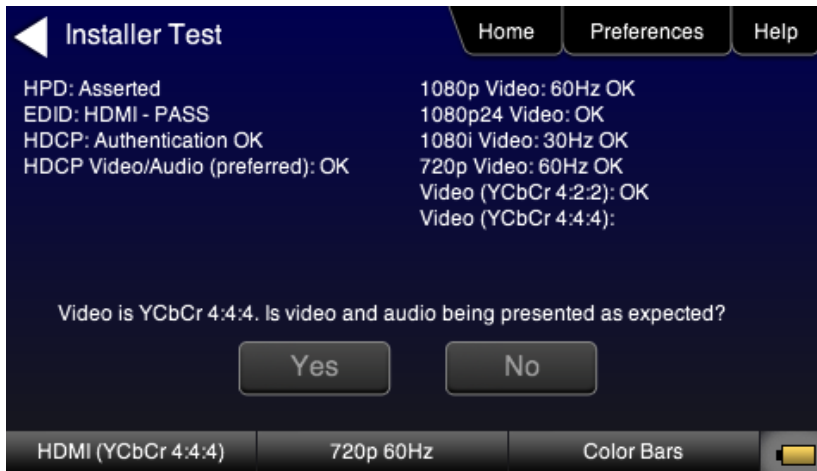 Installer Test
Home
Preferences
Help
HPD: Asserted
EDID: HDMI - PASS
HDCP: Authentication OK
HDCP Video/Audio (preferred): OK
1080p Video: 60Hz OK
1080p24 Video: OK
1080i Video: 30Hz OK
720p Video: 60Hz OK
Video (YCbCr 4:2:2): OK
Video (YCbCr 4:4:4):
Video is YCbCr 4:4:4. Is video and audio being presented as expected?
Yes
No
HDMI (YCbCr 4:4:4)
720p 60Hz
Color Bars